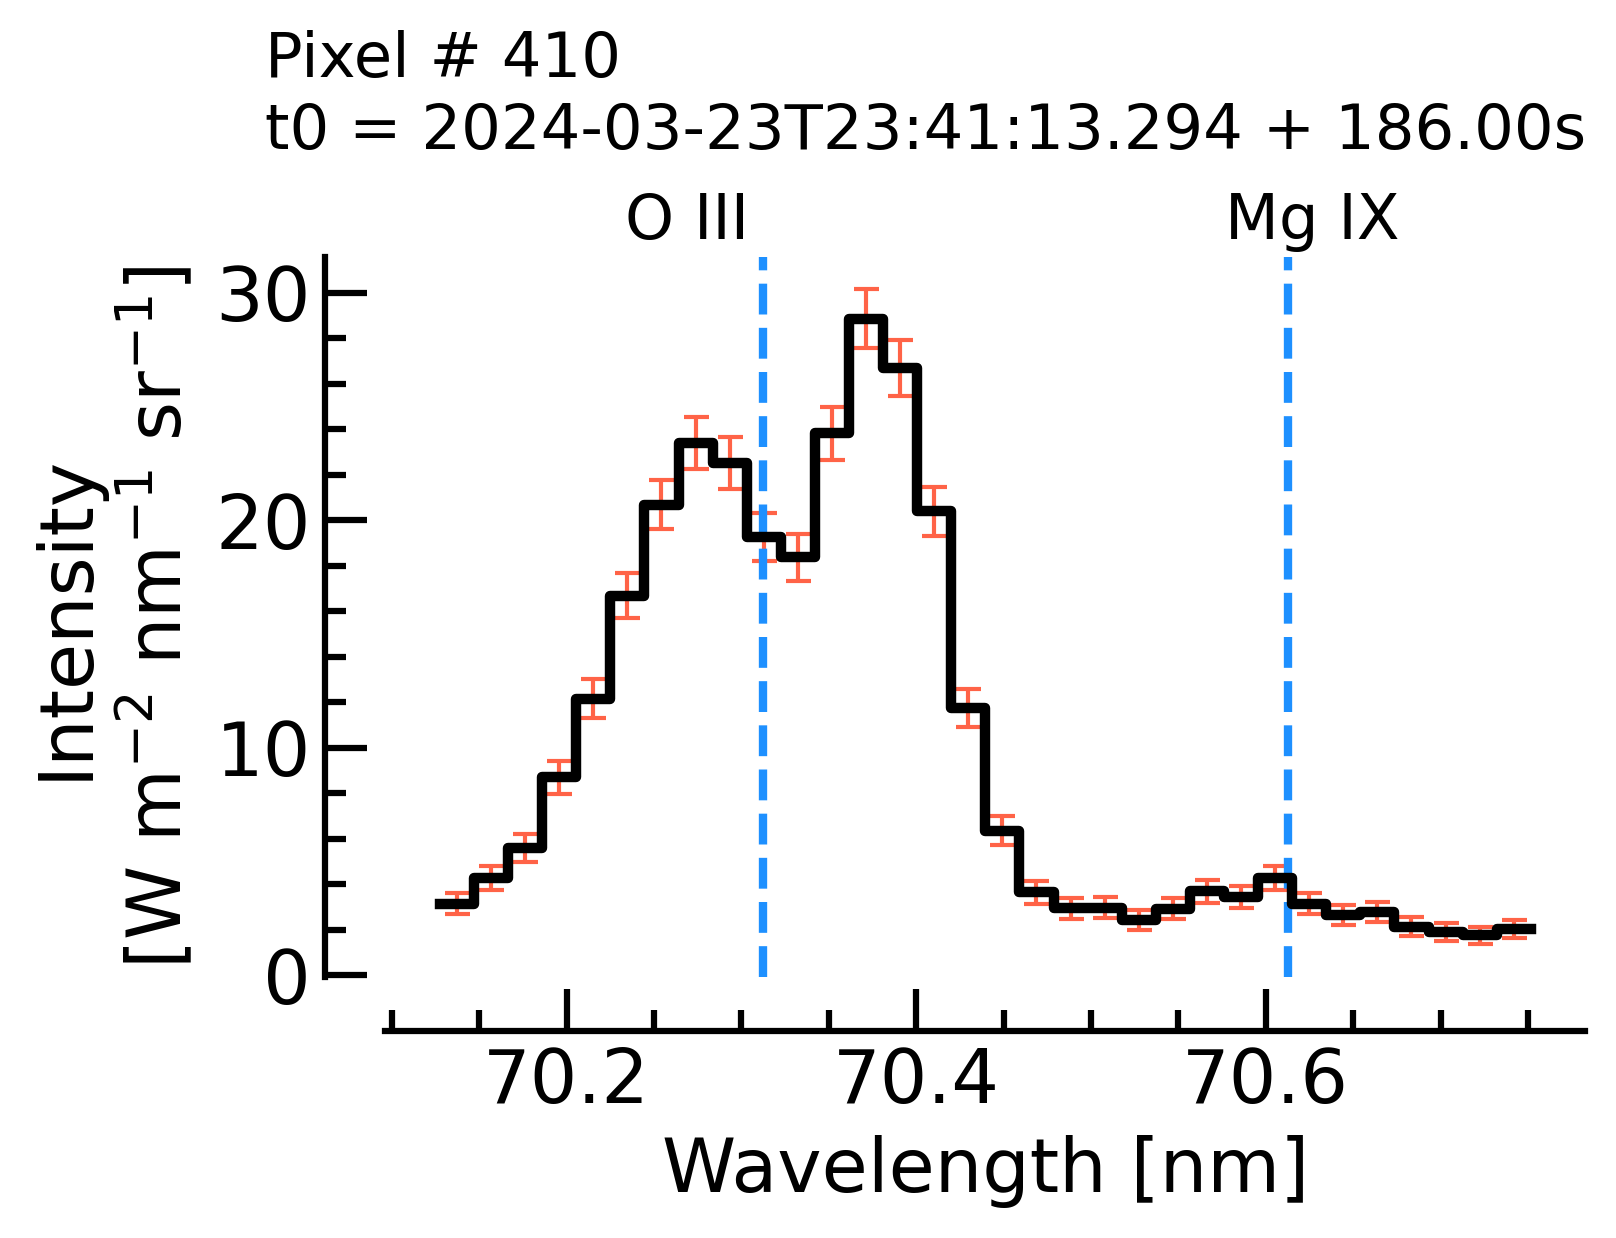 Pixel # 410
t0 = 2024-03-23T23:41:13.294 + 186.00s
O III
Mg IX
Intensity
[W m⁻² nm⁻¹ sr⁻¹]
30
20
10
0
70.2
70.4
70.6
Wavelength [nm]